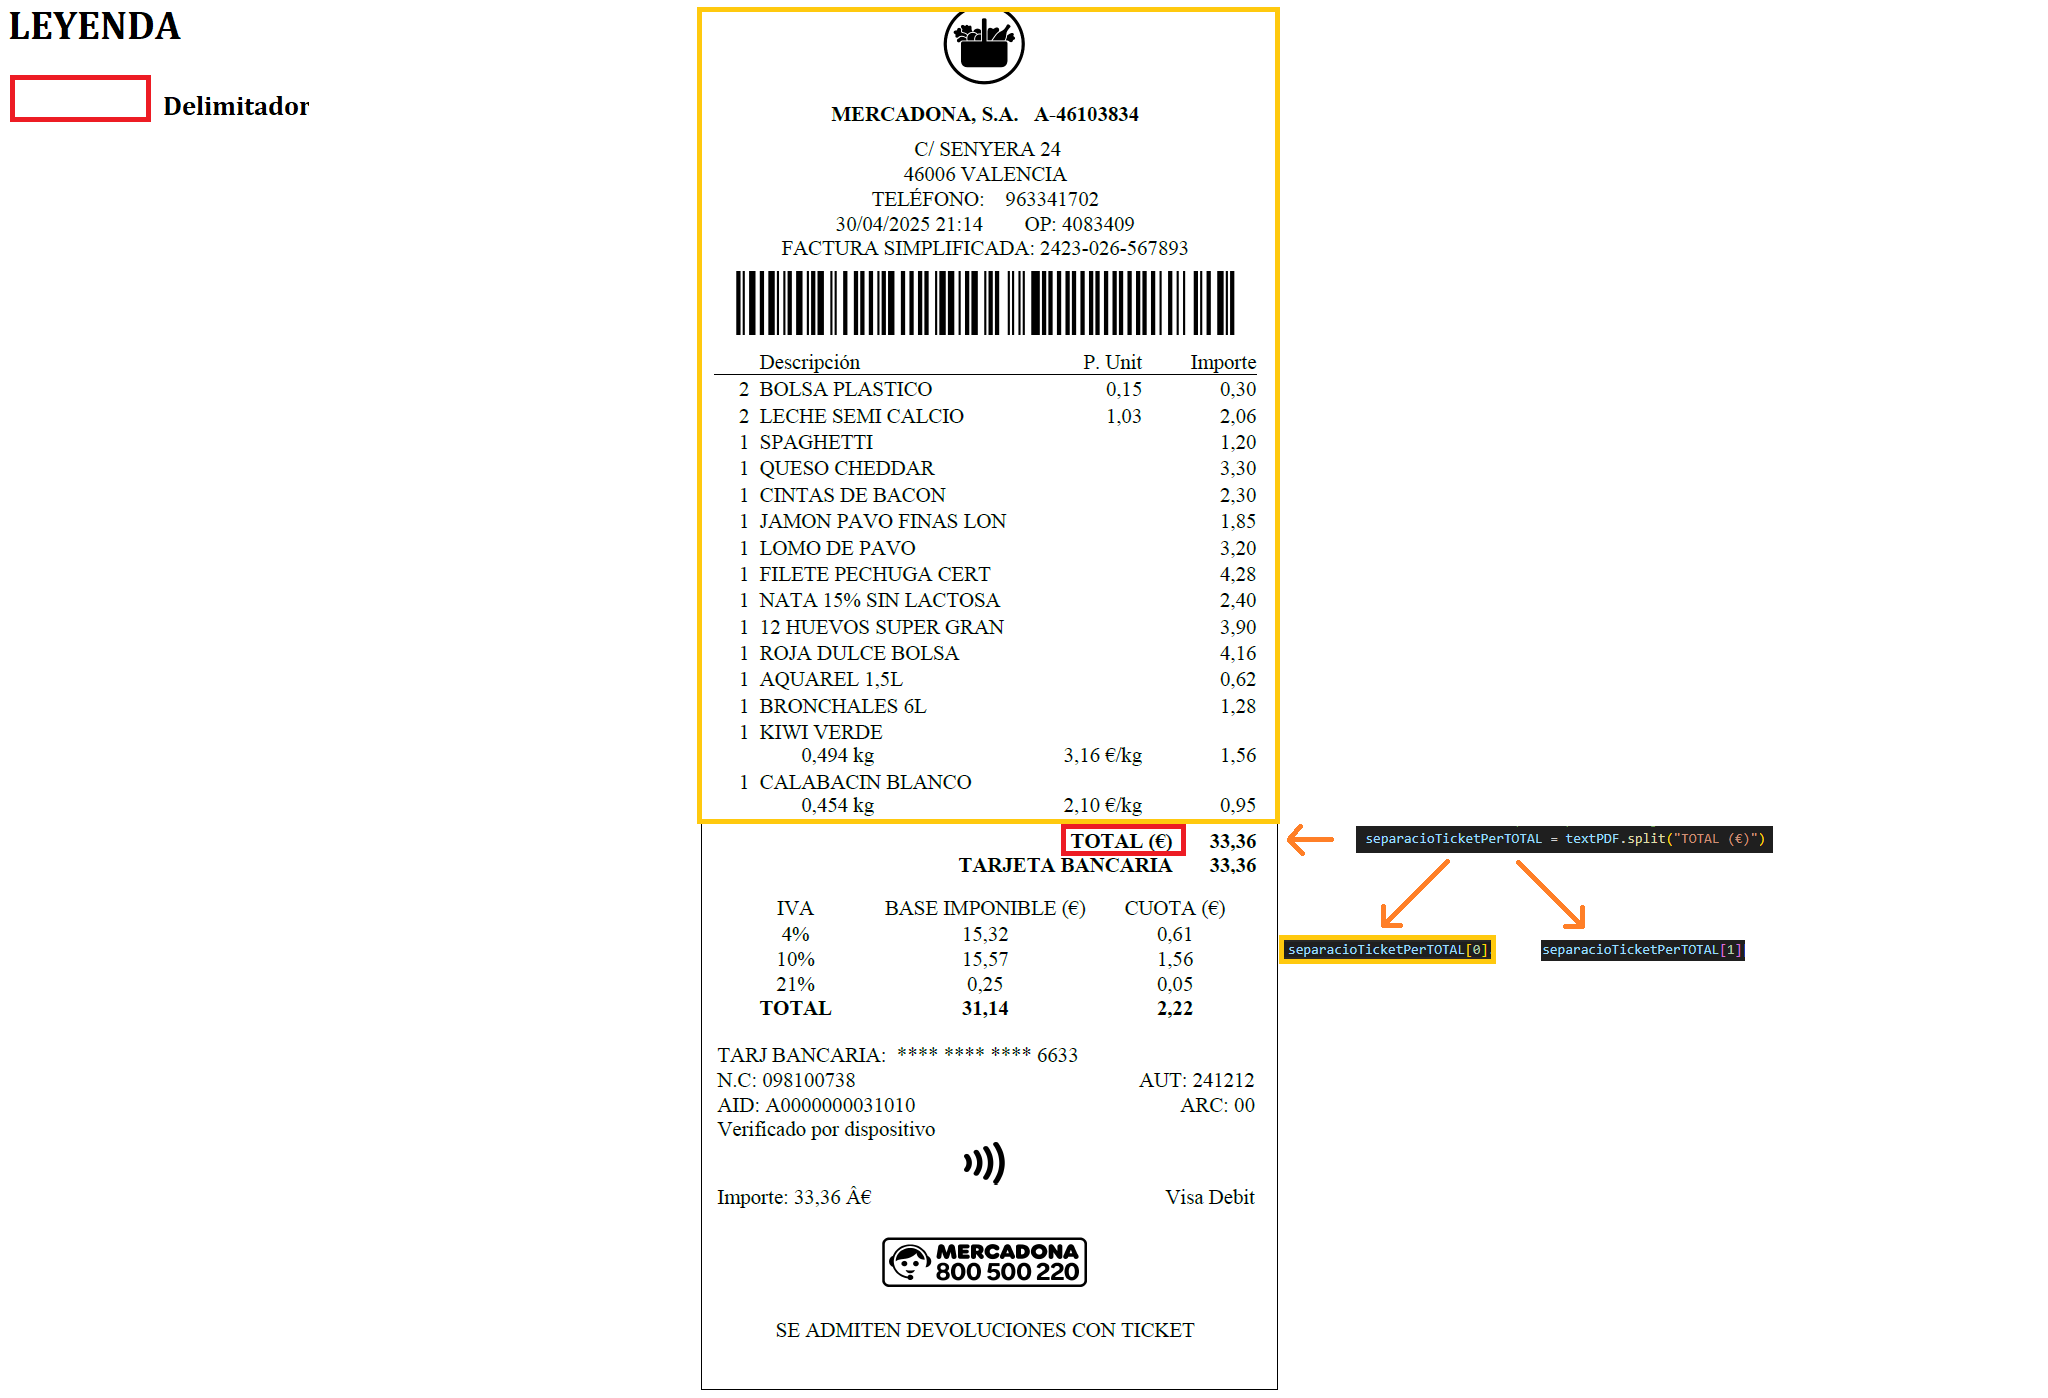 LEYENDA
Delimitador
MERCADONA, S.A. A-46103834
C/ SENYERA 24
46006 VALENCIA
TELÉFONO: 963341702
30/04/2025 21:14 OP: 4083409
FACTURA SIMPLIFICADA: 2423-026-567893
Descripción P. Unit Importe
2 BOLSA PLASTICO 0,15 0,30
2 LECHE SEMI CALCIO 1,03 2,06
1 SPAGHETTI 1,20
1 QUESO CHEDDAR 3,30
1 CINTAS DE BACON 2,30
1 JAMON PAVO FINAS LON 1,85
1 LOMO DE PAVO 3,20
1 FILETE PECHUGA CERT 4,28
1 NATA 15% SIN LACTOSA 2,40
1 12 HUEVOS SUPER GRAN 3,90
1 ROJA DULCE BOLSA 4,16
1 AQUAREL 1,5L 0,62
1 BRONCHALES 6L 1,28
1 KIWI VERDE
0,494 kg 3,16 €/kg 1,56
1 CALABACIN BLANCO
0,454 kg 2,10 €/kg 0,95
TOTAL (€) 33,36
TARJETA BANCARIA 33,36
separacioTicketPerTOTAL = textPDF.split("TOTAL (€)")
separacioTicketPerTOTAL[0]
separacioTicketPerTOTAL[1]
IVA BASE IMPONIBLE (€) CUOTA (€)
4% 15,32 0,61
10% 15,57 1,56
21% 0,25 0,05
TOTAL 31,14 2,22
TARJ BANCARIA: **** **** **** 6633
N.C: 098100738 AUT: 241212
AID: A0000000031010 ARC: 00
Verificado por dispositivo
Importe: 33,36 Â€ Visa Debit
MERCADONA
800 500 220
SE ADMITEN DEVOLUCIONES CON TICKET